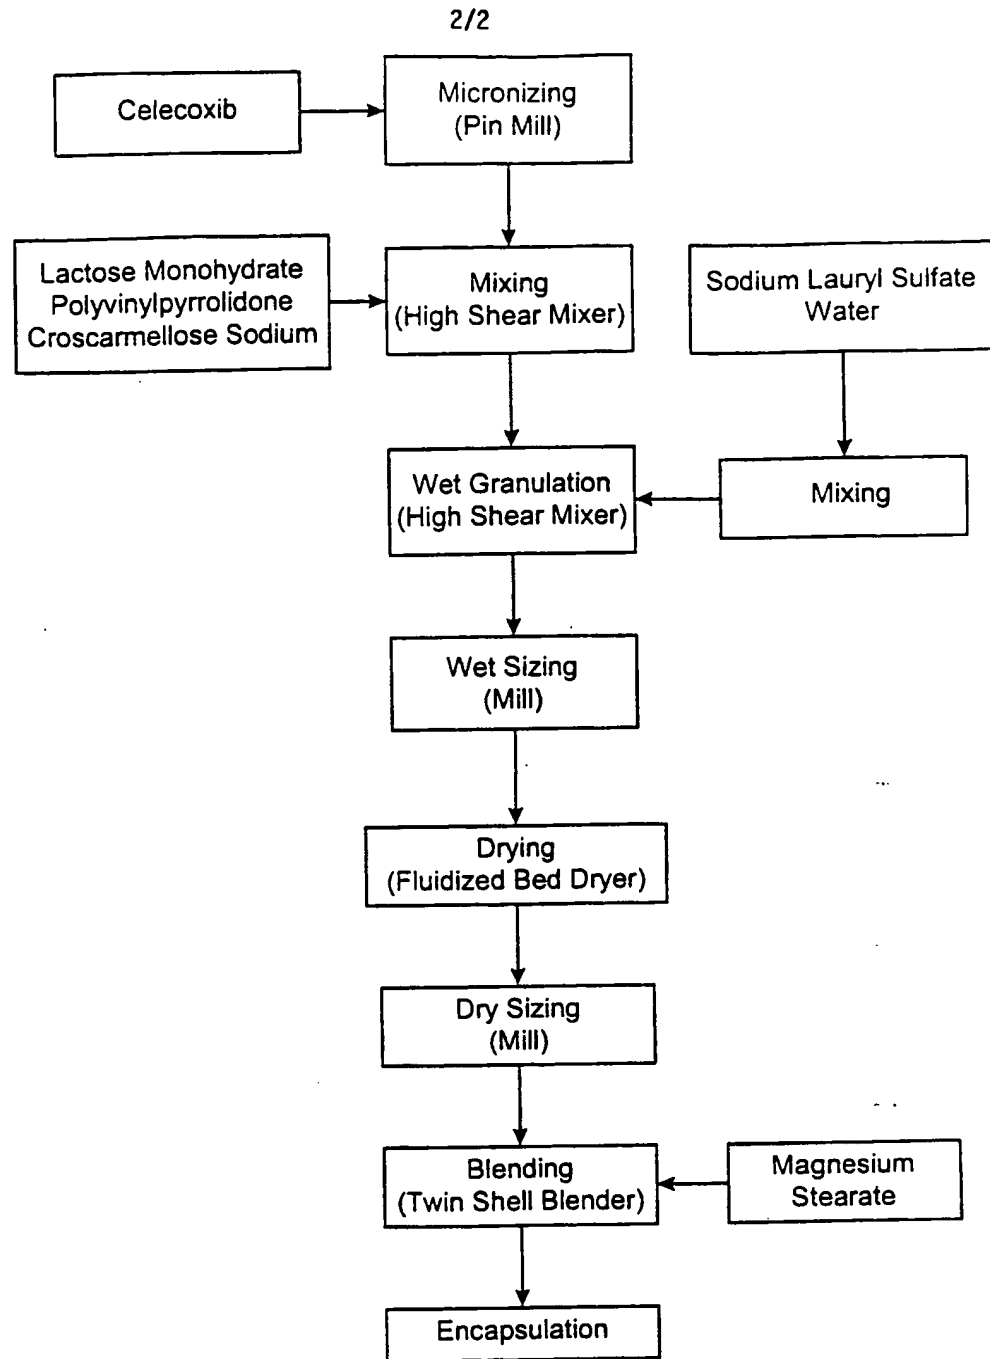 2/2
Celecoxib
Micronizing
(Pin Mill)
Lactose Monohydrate
Polyvinylpyrrolidone
Croscarmellose Sodium
Mixing
(High Shear Mixer)
Sodium Lauryl Sulfate
Water
Wet Granulation
(High Shear Mixer)
Mixing
Wet Sizing
(Mill)
Drying
(Fluidized Bed Dryer)
Dry Sizing
(Mill)
Blending
(Twin Shell Blender)
Magnesium
Stearate
Encapsulation